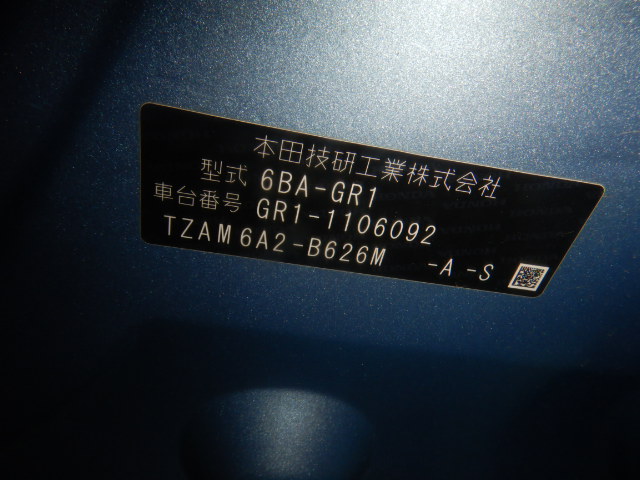 本田技研工業株式会社
型式 6BA-GR1
車台番号 GR1-1106092
TZAM6A2-B626M -A -S